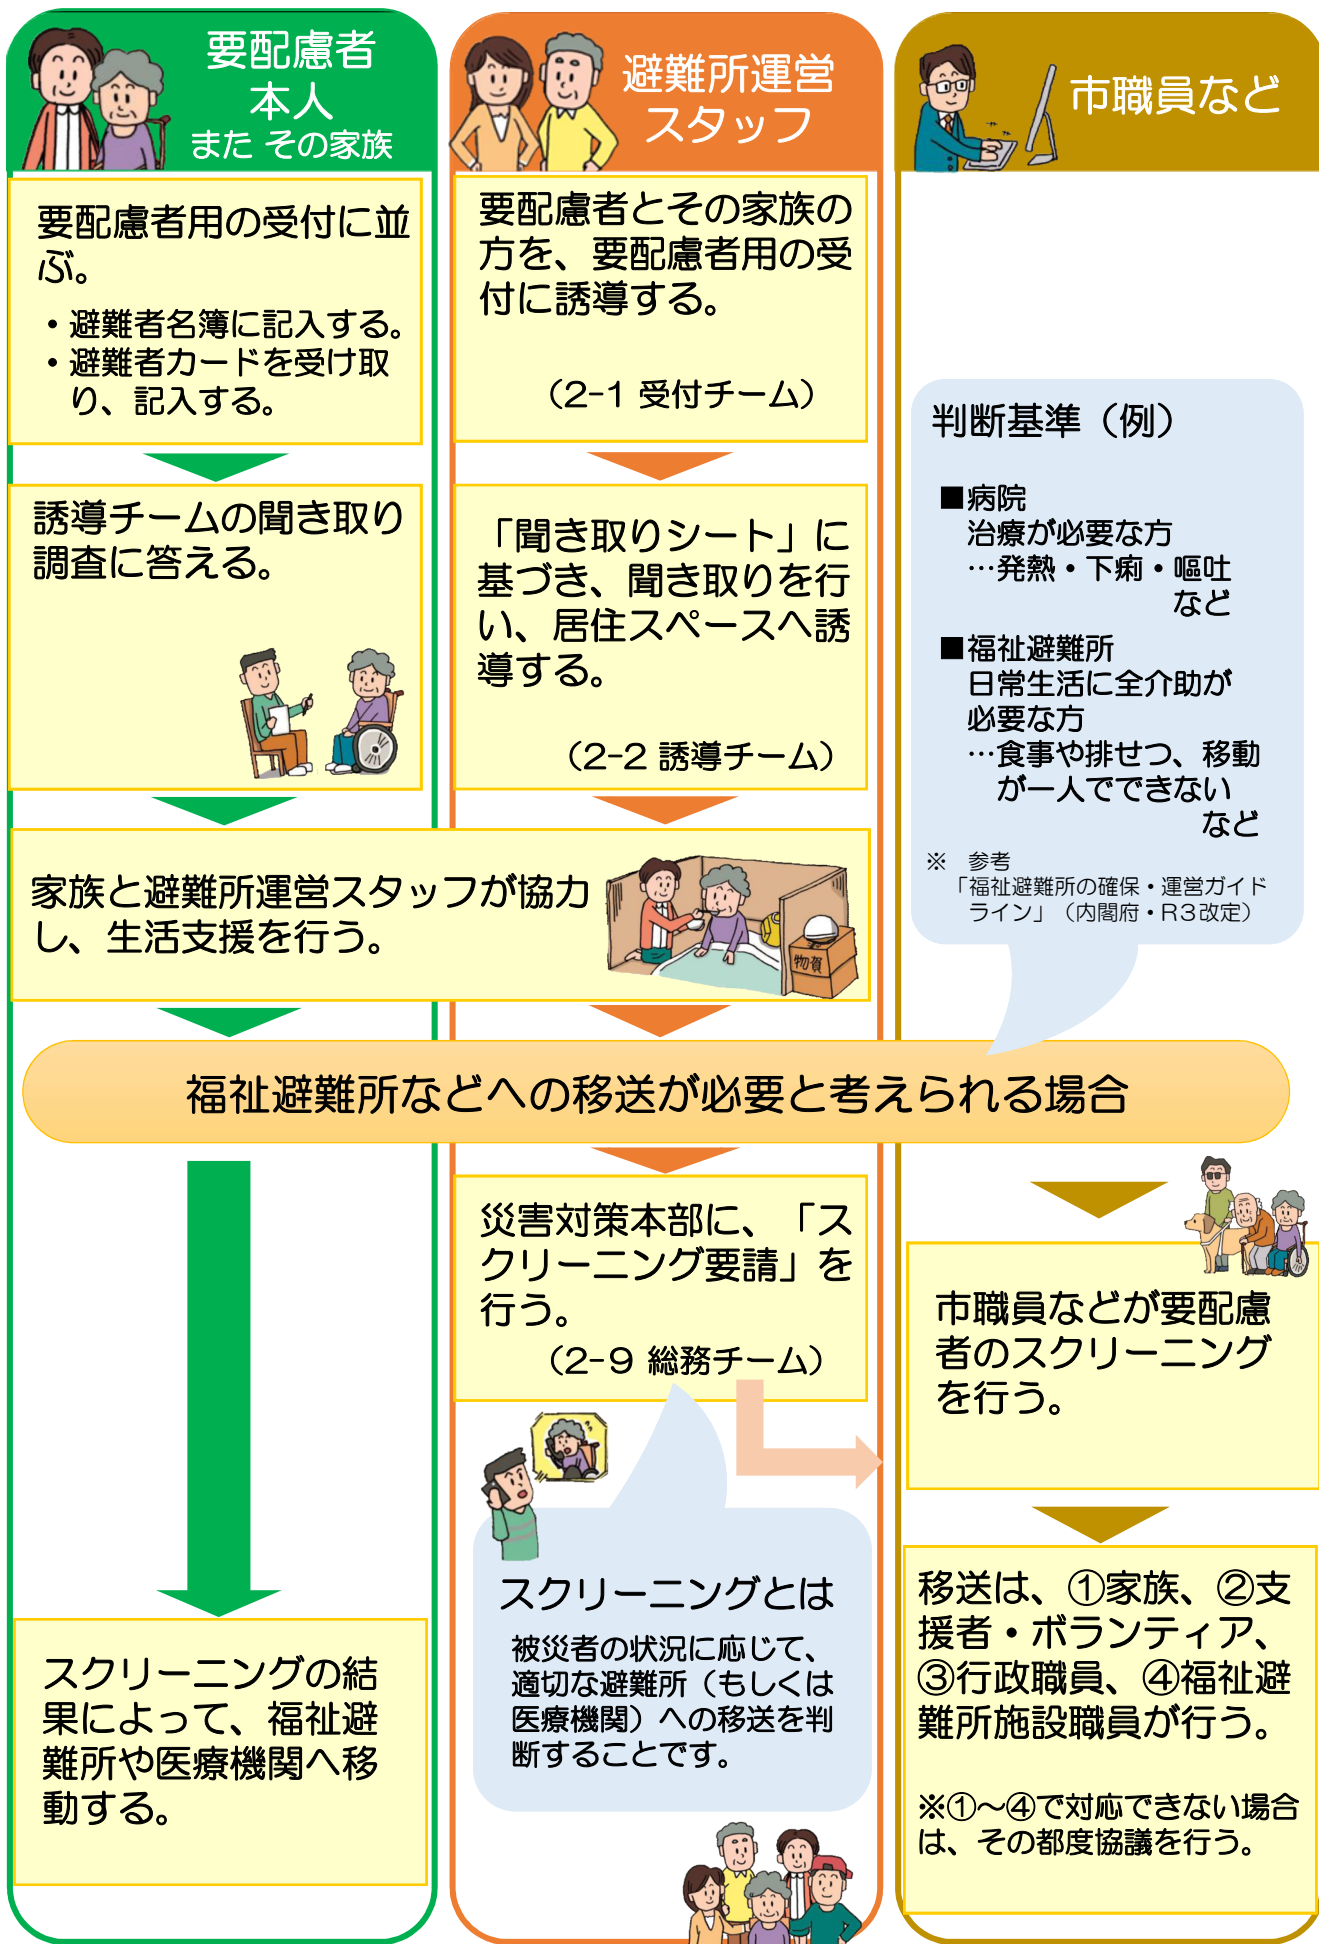 要配慮者
本人
また その家族
避難所運営
スタッフ
市職員など
要配慮者用の受付に並
ぶ。
・避難者名簿に記入する。
・避難者カードを受け取
り、記入する。
要配慮者とその家族の
方を、要配慮者用の受
付に誘導する。
（2-1 受付チーム）
誘導チームの聞き取り
調査に答える。
「聞き取りシート」に
基づき、聞き取りを行
い、居住スペースへ誘
導する。
（2-2 誘導チーム）
判断基準（例）
■病院
治療が必要な方
…発熱・下痢・嘔吐
など
■福祉避難所
日常生活に全介助が
必要な方
…食事や排せつ、移動
が一人でできない
など
※　参考
「福祉避難所の確保・運営ガイド
ライン」（内閣府・R3改定）
家族と避難所運営スタッフが協力
し、生活支援を行う。
物資
福祉避難所などへの移送が必要と考えられる場合
災害対策本部に、「ス
クリーニング要請」を
行う。
（2-9 総務チーム）
市職員などが要配慮
者のスクリーニング
を行う。
スクリーニングとは
被災者の状況に応じて、
適切な避難所（もしくは
医療機関）への移送を判
断することです。
スクリーニングの結
果によって、福祉避
難所や医療機関へ移
動する。
移送は、①家族、②支
援者・ボランティア、
③行政職員、④福祉避
難所施設職員が行う。
※①～④で対応できない場合
は、その都度協議を行う。